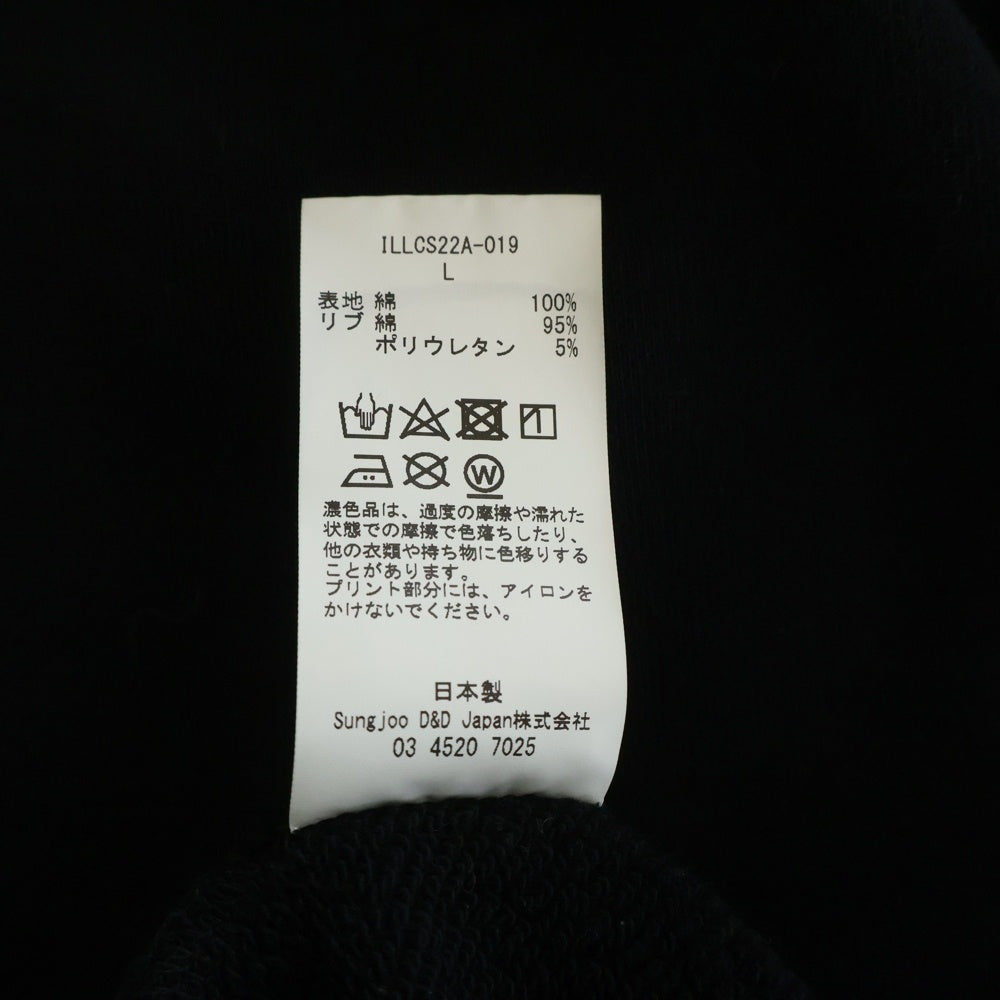 ILLCS22A-019
L
表地 綿 100%
リブ 綿 95%
ポリウレタン 5%
W
濃色品は、過度の摩擦や濡れた
状態での摩擦で色落ちしたり、
他の衣類や持ち物に色移りする
ことがあります。
プリント部分には、アイロンを
かけないでください。
日本製
Sungjoo D&D Japan株式会社
03 4520 7025